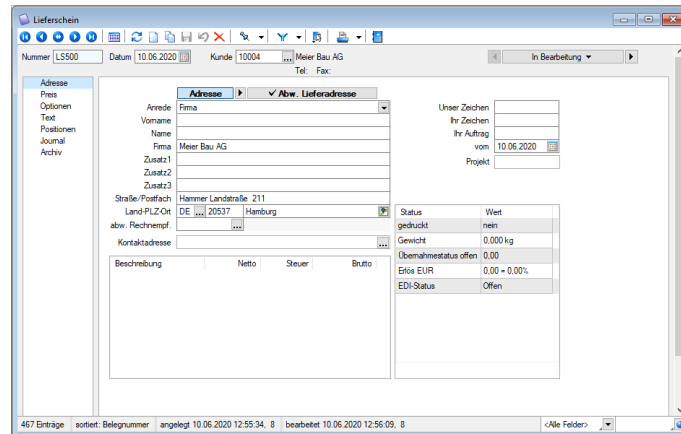 Lieferschein
Nummer LS500 Datum 10.06.2020 Kunde 10004 ... Meier Bau AG In Bearbeitung
Tel: Fax:
Adresse
Preis
Optionen
Text
Positionen
Journal
Archiv
Adresse ✓ Abw. Lieferadresse
Anrede Firma
Vorname
Name
Firma Meier Bau AG
Zusatz1
Zusatz2
Zusatz3
Straße/Postfach Hammer Landstraße 211
Land-PLZ-Ort DE ... 20537 Hamburg
abw. Rechnempf. ...
Kontaktadresse ...
Unser Zeichen
Ihr Zeichen
Ihr Auftrag
vom 10.06.2020
Projekt
Beschreibung Netto Steuer Brutto
Status Wert
gedruckt nein
Gewicht 0,000 kg
Übernahmestatus offen 0,00
Erlös EUR 0,00 = 0,00%
EDI-Status Offen
467 Einträge sortiert: Belegnummer angelegt 10.06.2020 12:55:34, 8 bearbeitet 10.06.2020 12:56:09, 8 <Alle Felder>